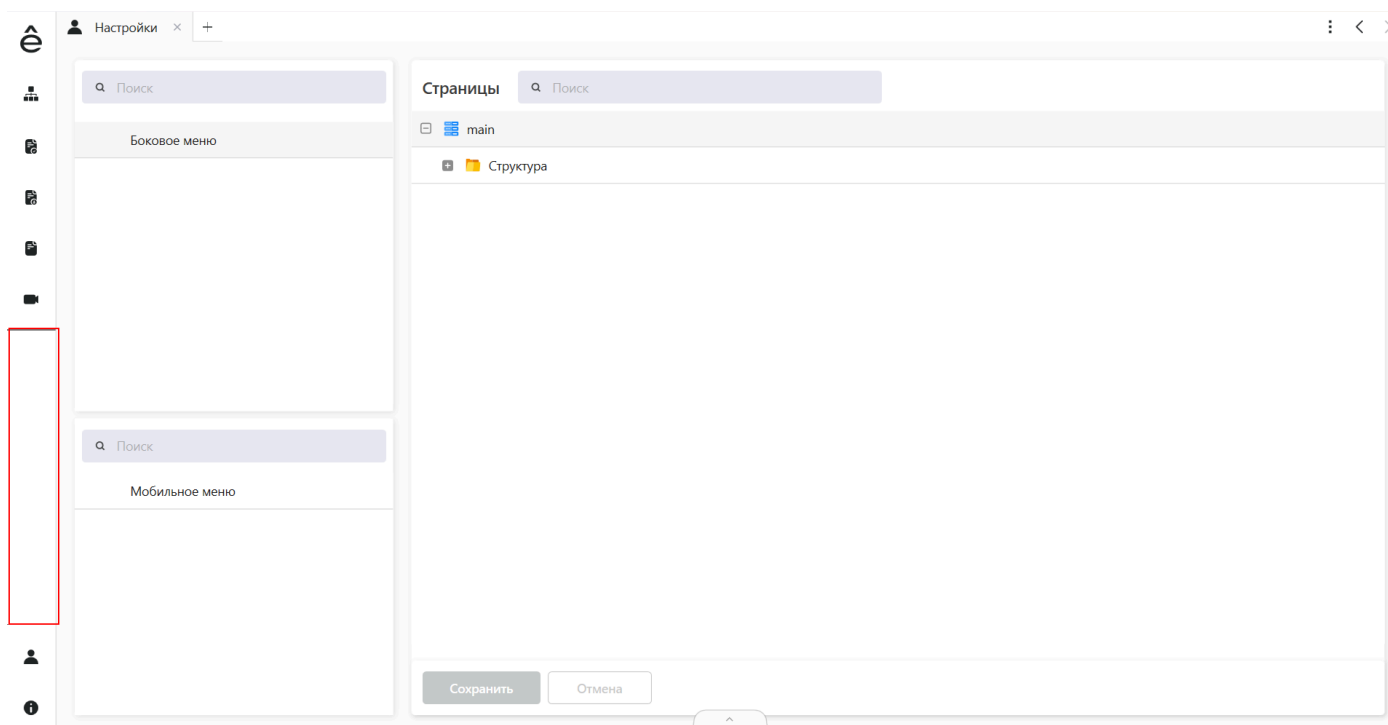 ê
Настройки
Поиск
Боковое меню
Поиск
Мобильное меню
Страницы Поиск
main
Структура
Сохранить Отмена